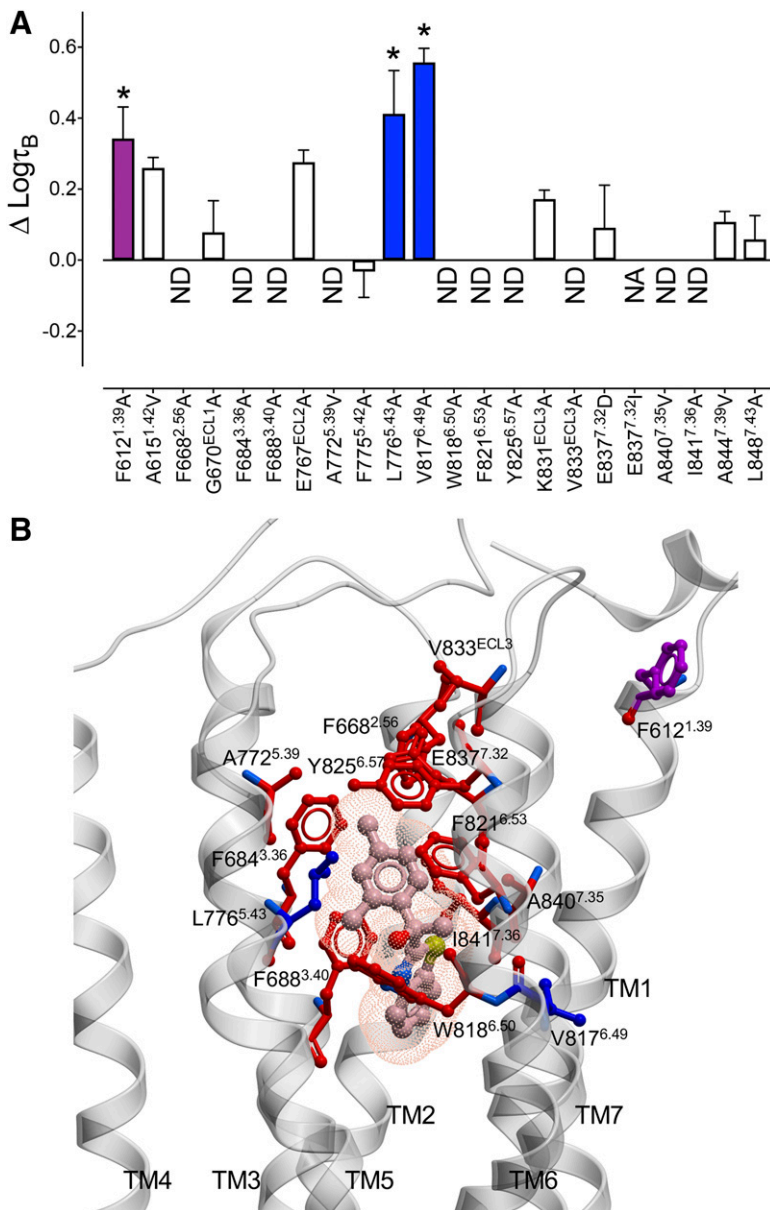 A
0.6
0.4
0.2
0.0
-0.2
Δ LogτB
*
*
*
ND
ND
ND
ND
ND
ND
ND
ND
NA
ND
ND
F612^1.39A
A615^1.42V
F668^2.56A
G670^ECL1A
F684^3.36A
F688^3.40A
E767^ECL2A
A772^5.39V
F775^5.42A
L776^5.43A
V817^6.49A
W818^6.50A
F821^6.53A
Y825^6.57A
K831^ECL3A
V833^ECL3A
E837^7.32D
E837^7.32I
A840^7.35V
I841^7.36A
A844^7.39V
L848^7.43A
B
V833^ECL3
F668^2.56
F612^1.39
A772^5.39
Y825^6.57
E837^7.32
F684^3.36
F821^6.53
L776^5.43
A840^7.35
I841^7.36
F688^3.40
TM1
W818^6.50
V817^6.49
TM2
TM7
TM4
TM3
TM5
TM6